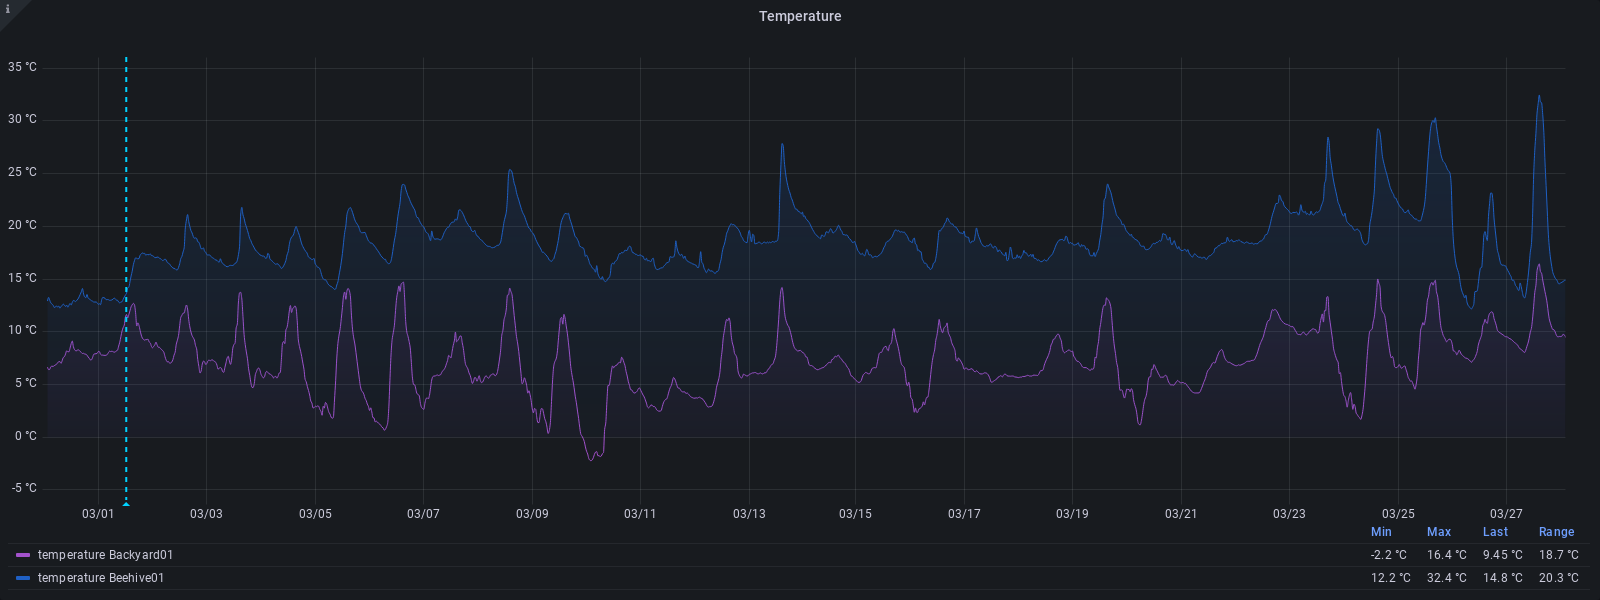 i
Temperature
35 °C
30 °C
25 °C
20 °C
15 °C
10 °C
5 °C
0 °C
-5 °C
03/01 03/03 03/05 03/07 03/09 03/11 03/13 03/15 03/17 03/19 03/21 03/23 03/25 03/27
Min Max Last Range
temperature Backyard01 -2.2 °C 16.4 °C 9.45 °C 18.7 °C
temperature Beehive01 12.2 °C 32.4 °C 14.8 °C 20.3 °C